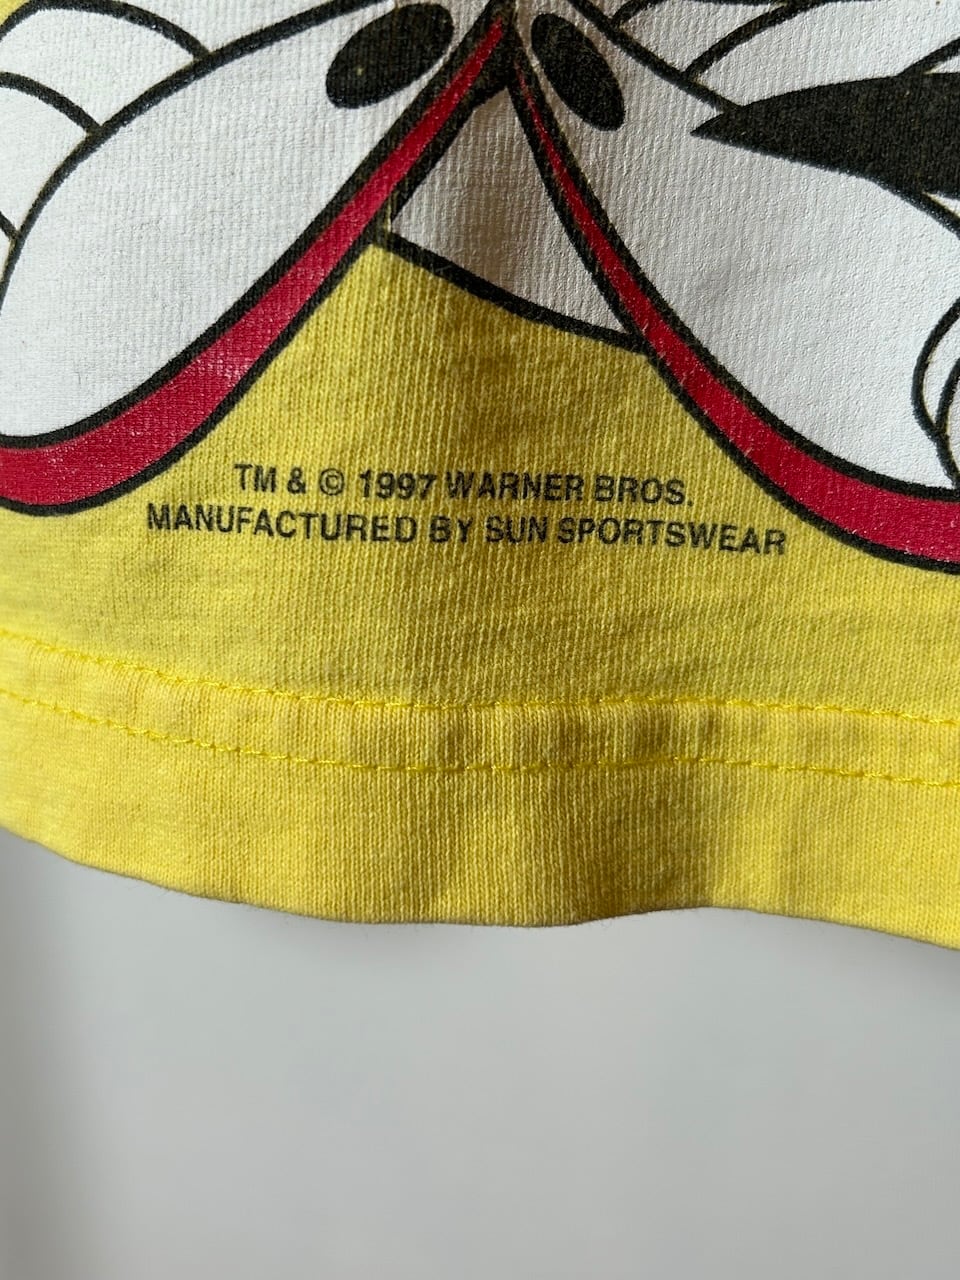 TM & © 1997 WARNER BROS.
MANUFACTURED BY SUN SPORTSWEAR